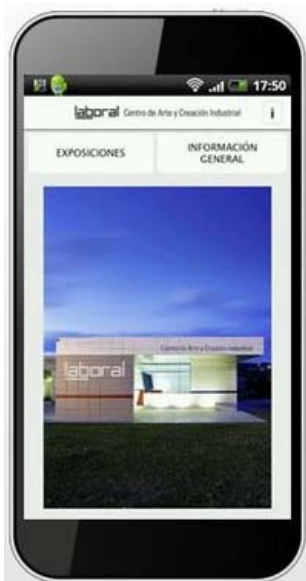 17:50
laboral Centro de Arte y Creación Industrial i
EXPOSICIONES
INFORMACIÓN
GENERAL
Centro de Arte y Creación Industrial
laboral